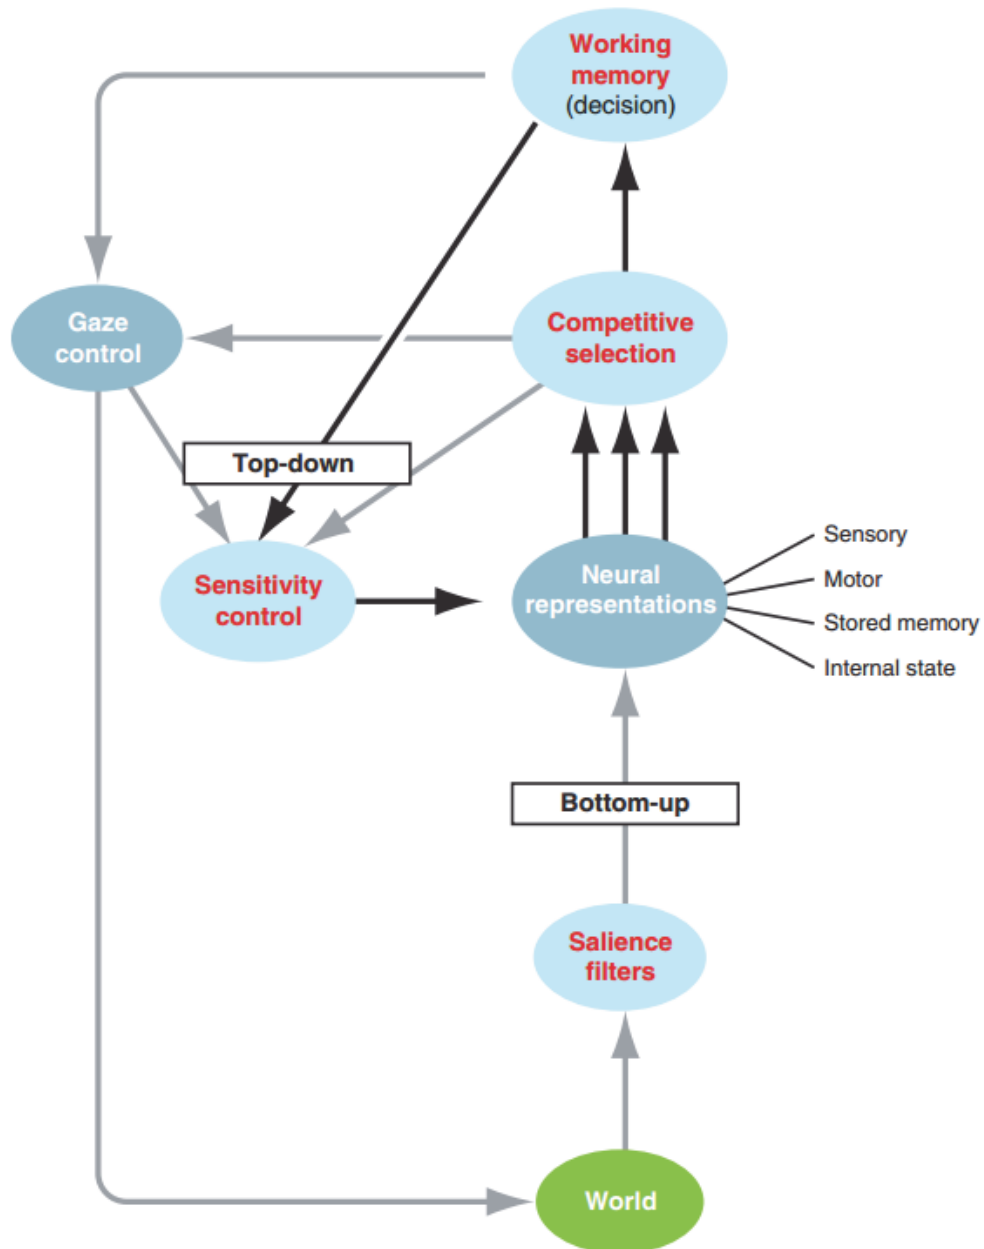 Working
memory
(decision)
Gaze
control
Competitive
selection
Top-down
Sensitivity
control
Neural
representations
Sensory
Motor
Stored memory
Internal state
Bottom-up
Salience
filters
World